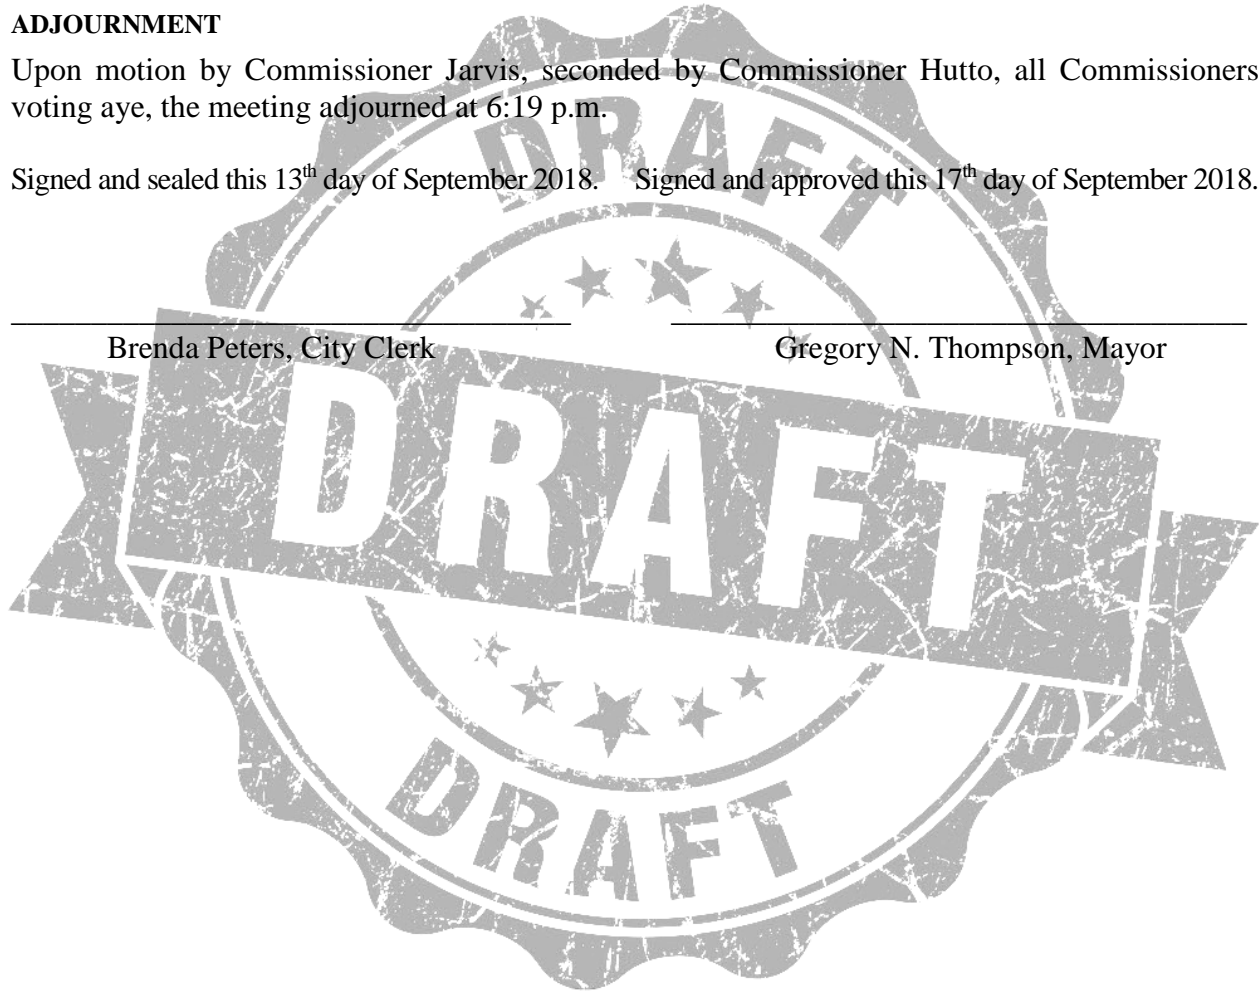 ADJOURNMENT
Upon motion by Commissioner Jarvis, seconded by Commissioner Hutto, all Commissioners
voting aye, the meeting adjourned at 6:19 p.m.
Signed and sealed this 13th day of September 2018. Signed and approved this 17th day of September 2018.
Brenda Peters, City Clerk Gregory N. Thompson, Mayor
DRAFT
DRAFT
DRAFT